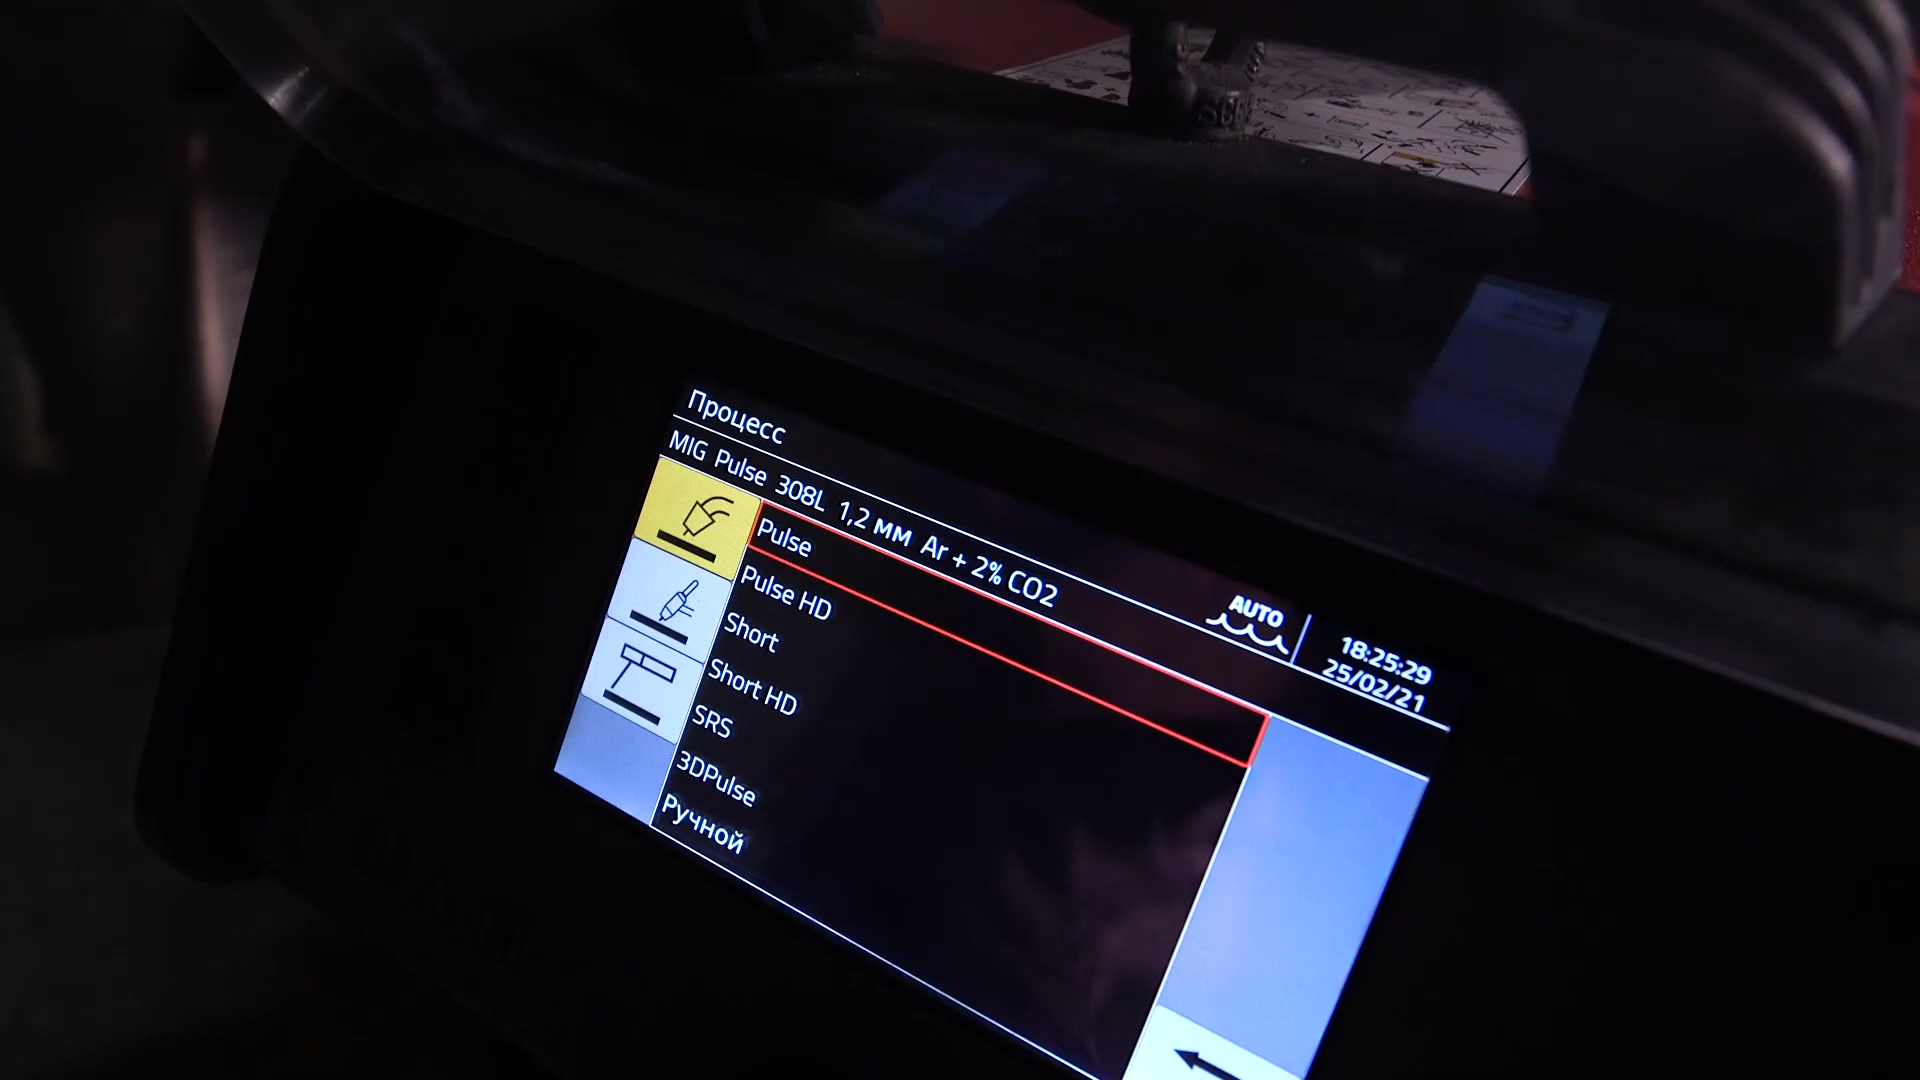 Процесс
MIG Pulse 308L 1,2 мм Ar + 2% CO2
AUTO
18:25:29
25/02/21
Pulse
Pulse HD
Short
Short HD
SRS
3DPulse
Ручной